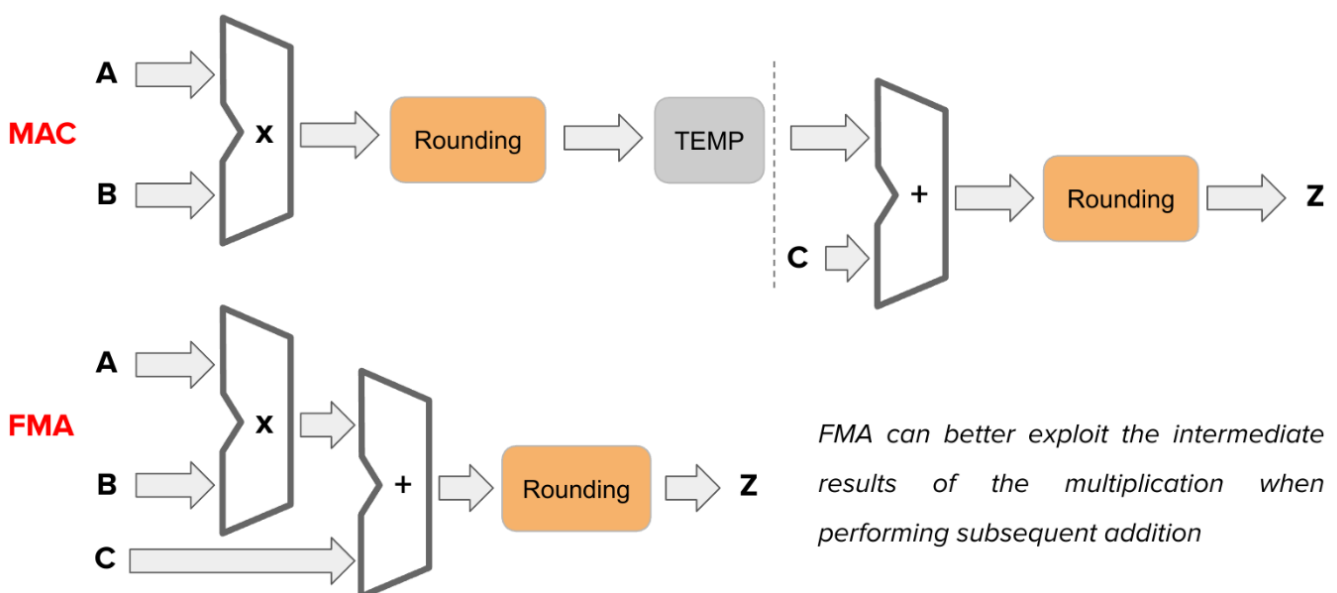 A
MAC
x
Rounding
TEMP
B
+
Rounding
Z
C
A
FMA
x
B
+
Rounding
Z
C
FMA can better exploit the intermediate
results of the multiplication when
performing subsequent addition